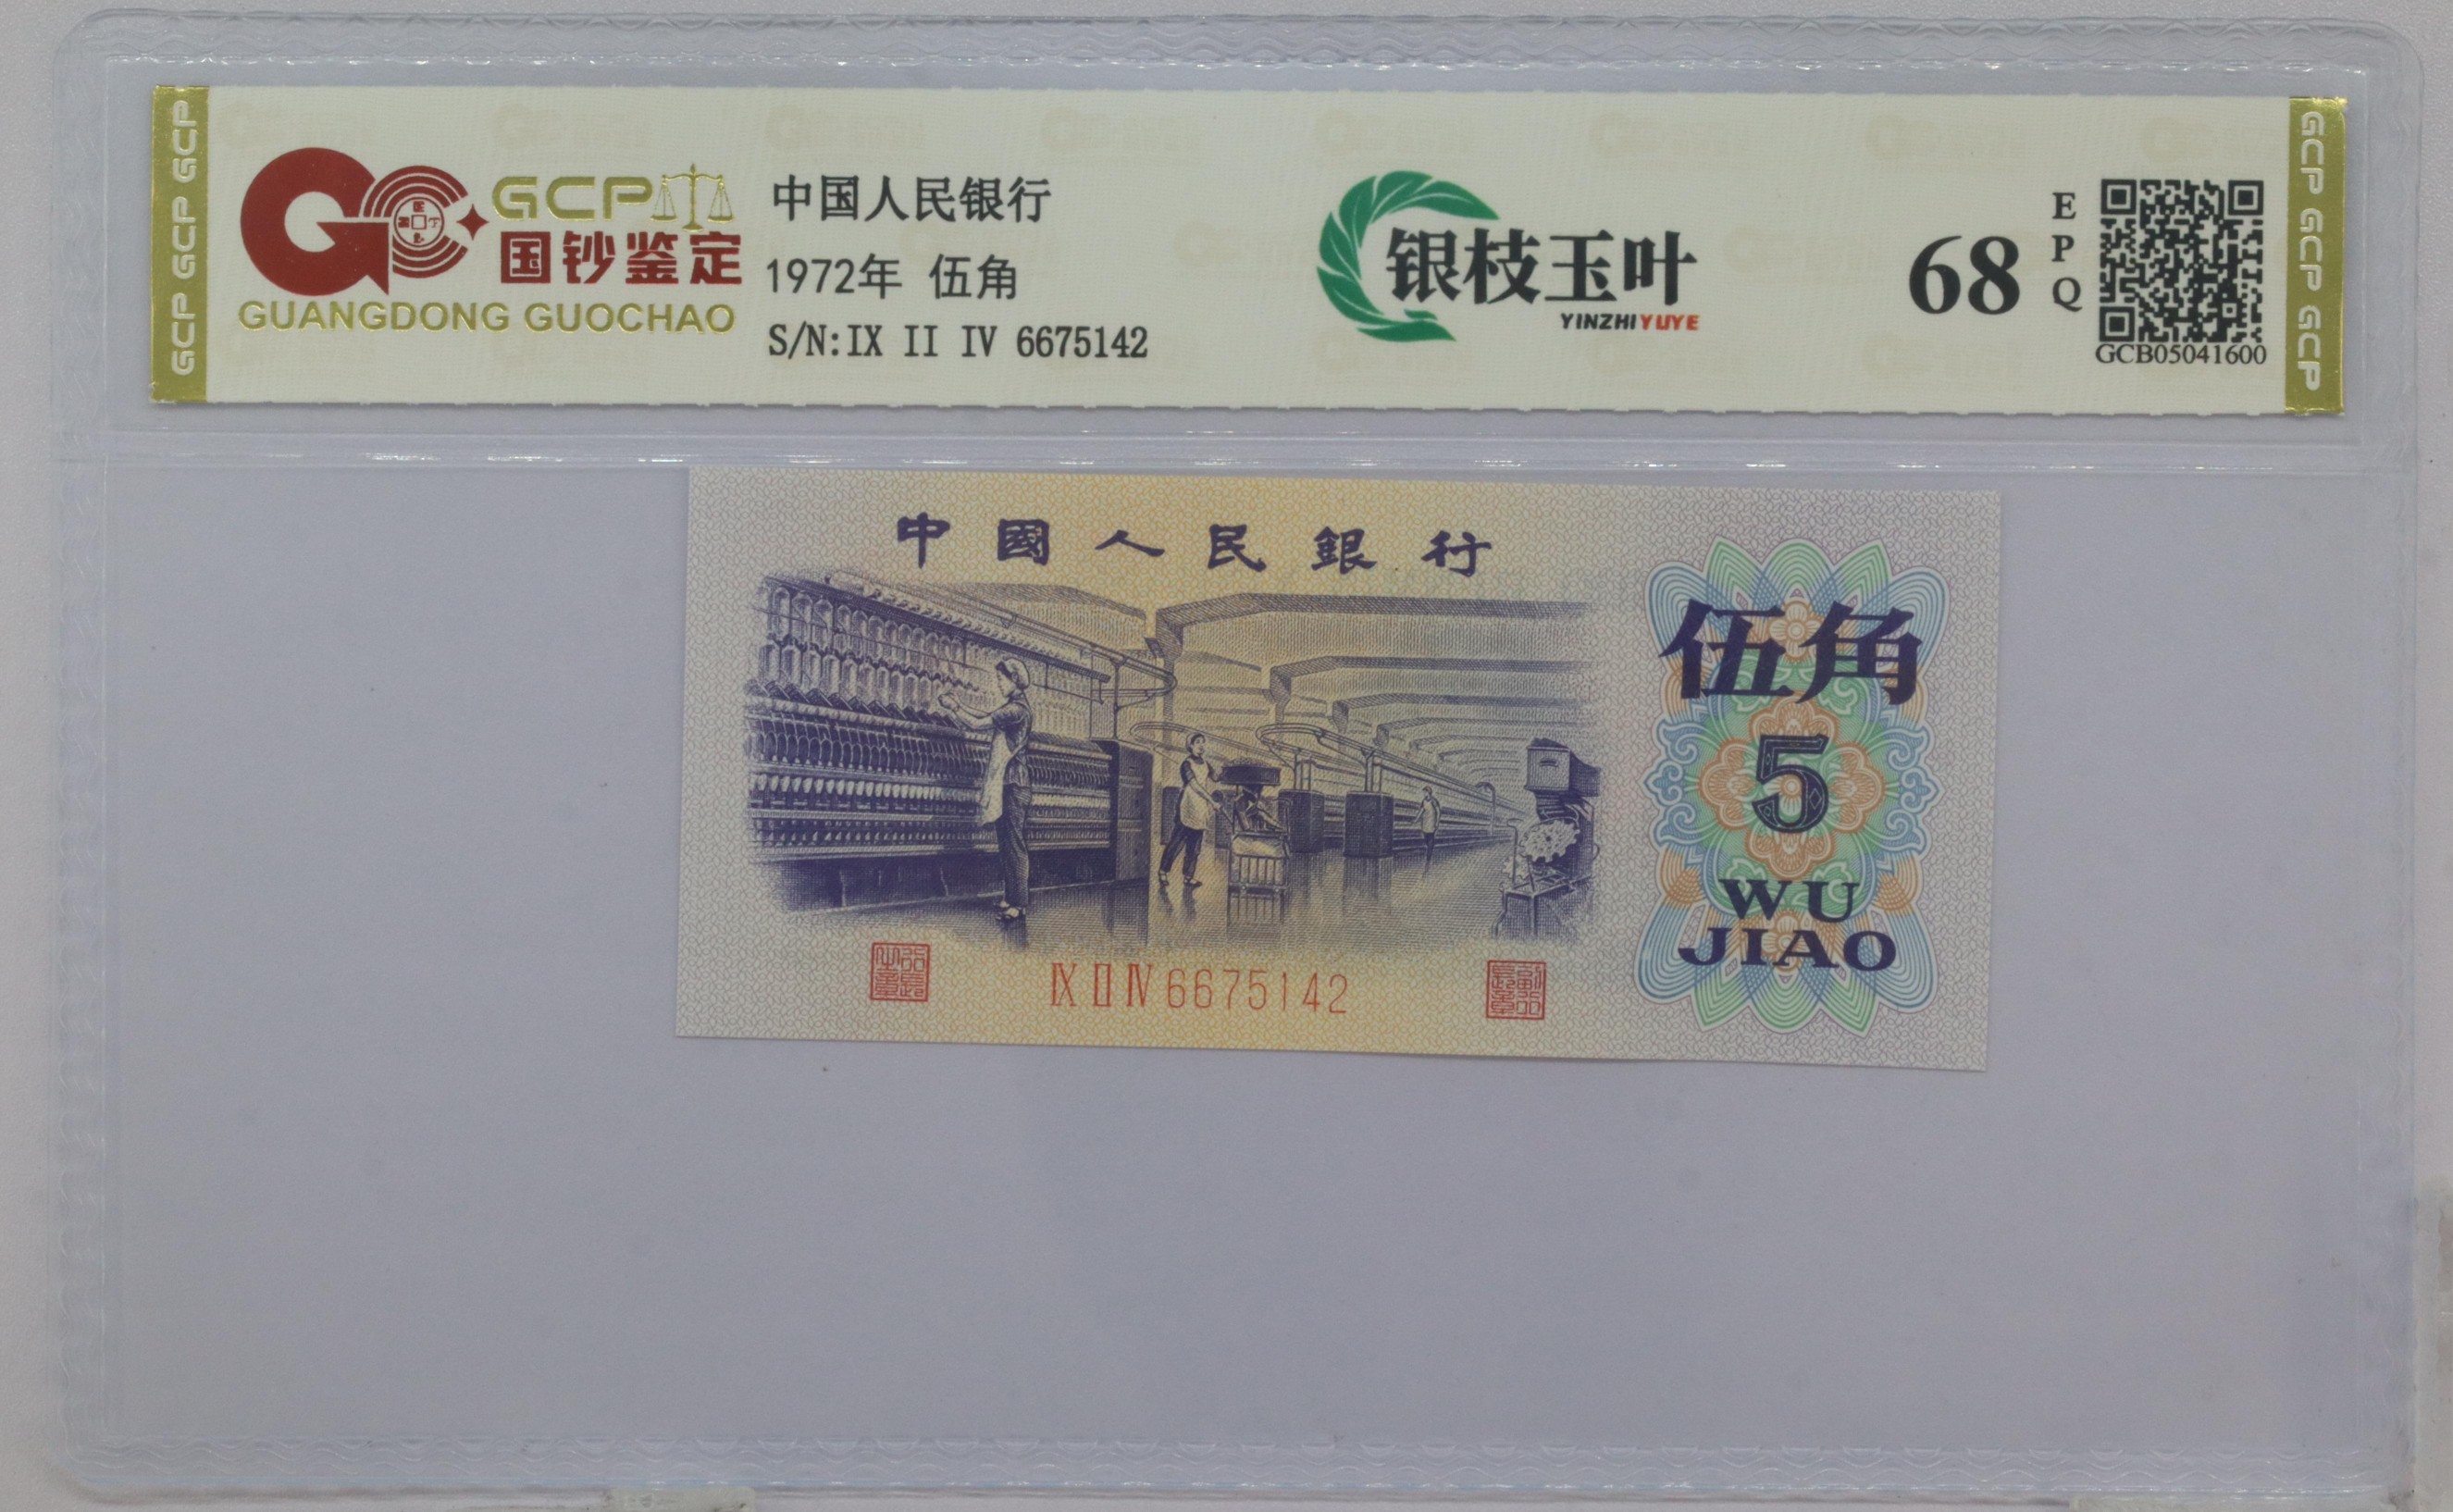 GCP GCP GCP
GCP
国钞鉴定
GUANGDONG GUOCHAO
中国人民银行
1972年 伍角
S/N:IX II IV 6675142
银枝玉叶
YINZHIYUYE
68
EPQ
GCB05041600
GCP GCP GCP
中國人民銀行
伍角
5
WU
JIAO
IX II IV 6675142